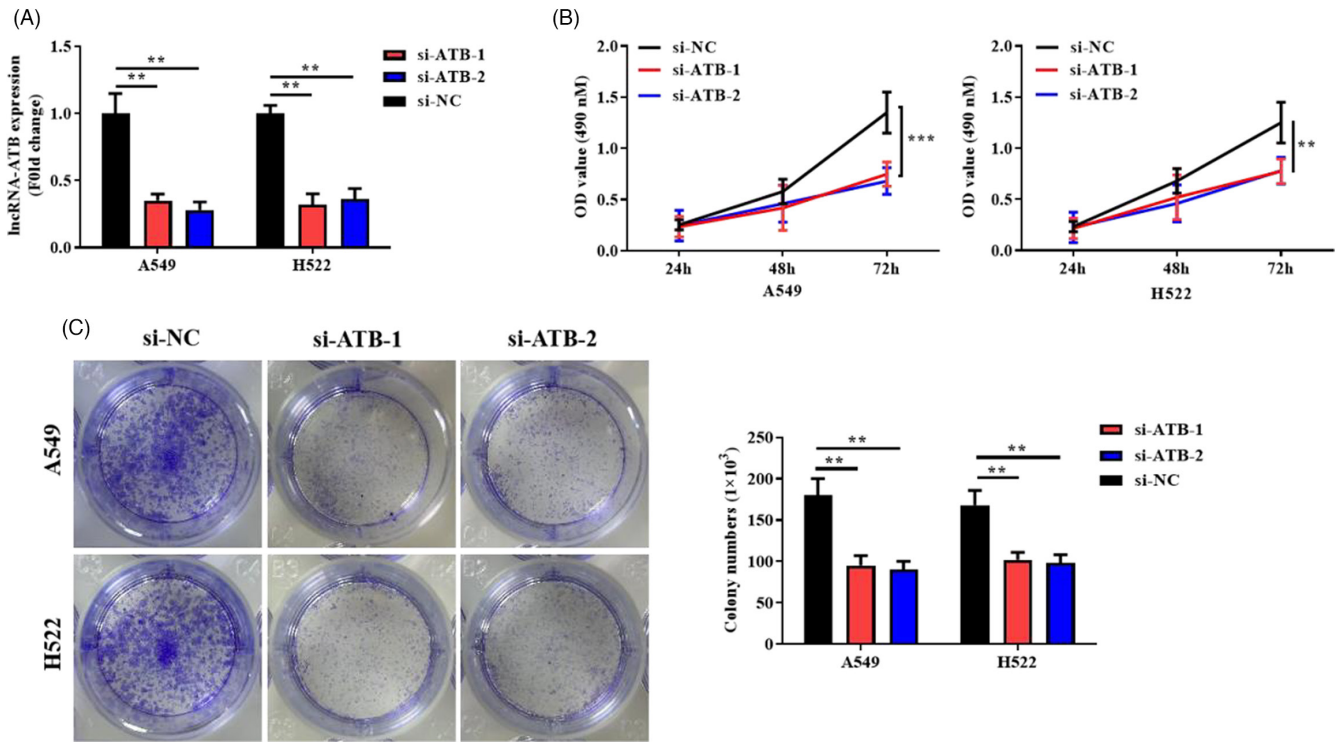 (A)
lncRNA-ATB expression
(Fold change)
1.5
1.0
0.5
0.0
**
**
**
**
A549
H522
si-ATB-1
si-ATB-2
si-NC
(B)
OD value (490 nM)
2.0
1.5
1.0
0.5
0.0
si-NC
si-ATB-1
si-ATB-2
***
24h
48h
72h
A549
OD value (490 nM)
2.0
1.5
1.0
0.5
0.0
si-NC
si-ATB-1
si-ATB-2
**
24h
48h
72h
H522
(C)
si-NC
si-ATB-1
si-ATB-2
A549
H522
Colony numbers (1×10³)
250
200
150
100
50
0
**
**
**
**
A549
H522
si-ATB-1
si-ATB-2
si-NC